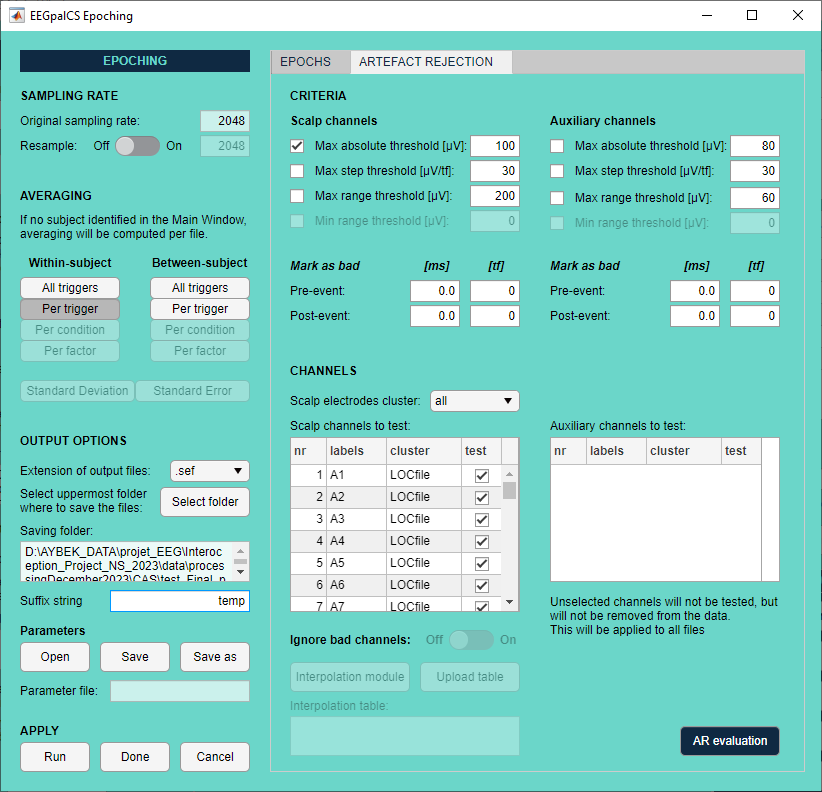 EEGpalCS Epoching
EPOCHING
SAMPLING RATE
Original sampling rate: 2048
Resample: Off On 2048
AVERAGING
If no subject identified in the Main Window,
averaging will be computed per file.
Within-subject Between-subject
All triggers All triggers
Per trigger Per trigger
Per condition Per condition
Per factor Per factor
Standard Deviation Standard Error
OUTPUT OPTIONS
Extension of output files: .sef
Select uppermost folder
where to save the files:
Select folder
Saving folder:
D:\AYBEK_DATA\projet_EEG\Interoc
eption_Project_NS_2023\data\proce
ssingDecember2023\CAS\test_Final_p
Suffix string temp
Parameters
Open Save Save as
Parameter file:
APPLY
Run Done Cancel
EPOCHS ARTEFACT REJECTION
CRITERIA
Scalp channels Auxiliary channels
Max absolute threshold [µV]: 100 Max absolute threshold [µV]: 80
Max step threshold [µV/tf]: 30 Max step threshold [µV/tf]: 30
Max range threshold [µV]: 200 Max range threshold [µV]: 60
Min range threshold [µV]: 0 Min range threshold [µV]: 0
Mark as bad [ms] [tf] Mark as bad [ms] [tf]
Pre-event: 0.0 0 Pre-event: 0.0 0
Post-event: 0.0 0 Post-event: 0.0 0
CHANNELS
Scalp electrodes cluster: all
Scalp channels to test: Auxiliary channels to test:
nr labels cluster test nr labels cluster test
1 A1 LOCfile
2 A2 LOCfile
3 A3 LOCfile
4 A4 LOCfile
5 A5 LOCfile
6 A6 LOCfile
7 A7 LOCfile
Unselected channels will not be tested, but
will not be removed from the data.
This will be applied to all files
Ignore bad channels: Off On
Interpolation module Upload table
Interpolation table:
AR evaluation